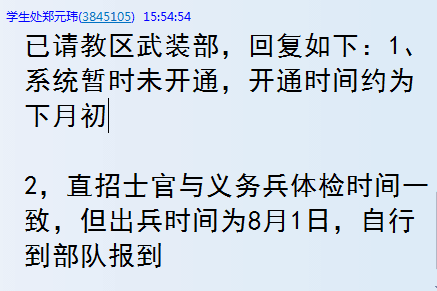 学生处郑元玮(3845105) 15:54:54
已请教区武装部，回复如下：1、
系统暂时未开通，开通时间约为
下月初
2，直招士官与义务兵体检时间一
致，但出兵时间为8月1日，自行
到部队报到